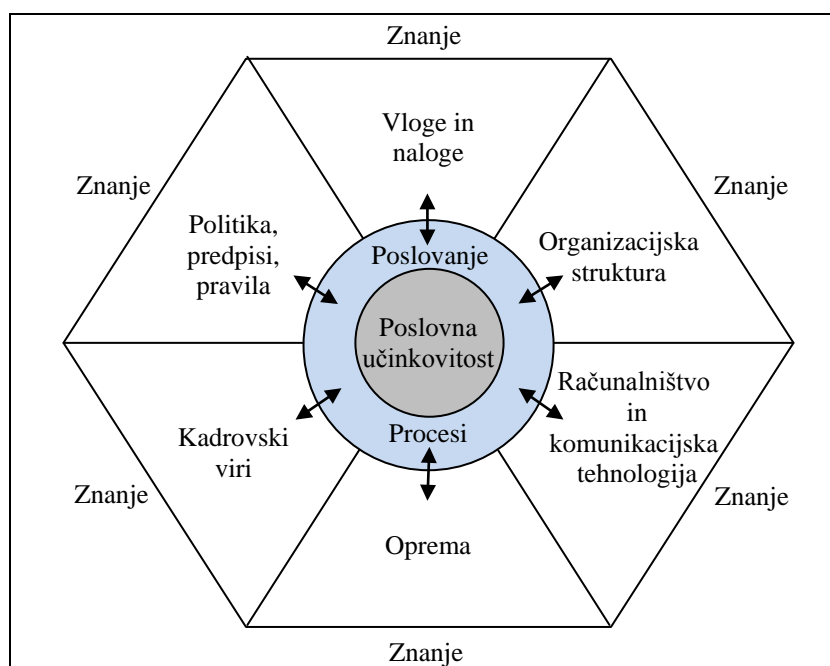 Znanje
Vloge in
naloge
Znanje
Znanje
Politika,
predpisi,
pravila
Organizacijska
struktura
Poslovanje
Poslovna
učinkovitost
Računalništvo
in
komunikacijska
tehnologija
Kadrovski
viri
Procesi
Znanje
Znanje
Oprema
Znanje